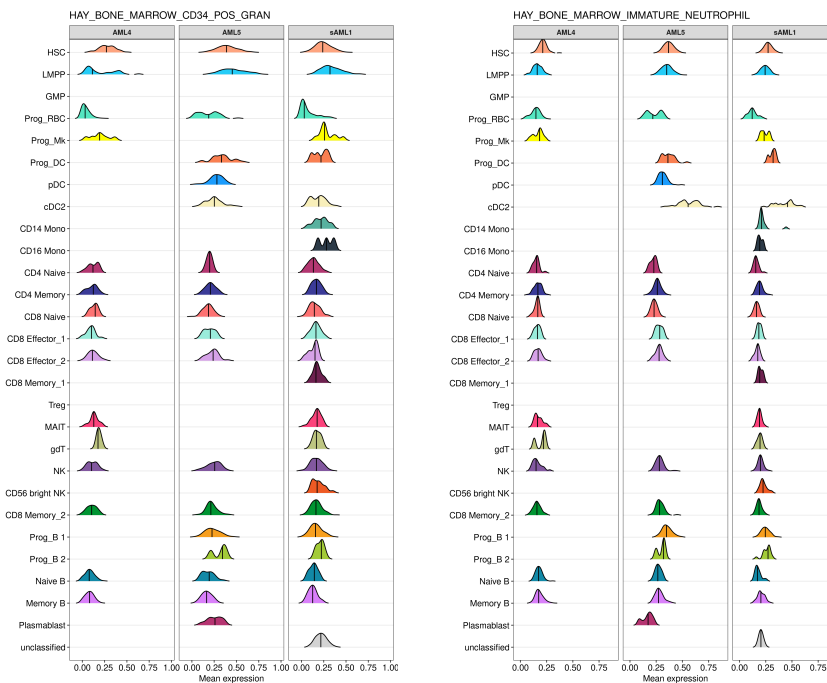 HAY_BONE_MARROW_CD34_POS_GRAN
AML4 AML5 sAML1
HSC
LMPP
GMP
Prog_RBC
Prog_Mk
Prog_DC
pDC
cDC2
CD14 Mono
CD16 Mono
CD4 Naive
CD4 Memory
CD8 Naive
CD8 Effector_1
CD8 Effector_2
CD8 Memory_1
Treg
MAIT
gdT
NK
CD56 bright NK
CD8 Memory_2
Prog_B 1
Prog_B 2
Naive B
Memory B
Plasmablast
unclassified
0.00 0.25 0.50 0.75 1.00 0.00 0.25 0.50 0.75 1.00 0.00 0.25 0.50 0.75 1.00
Mean expression
HAY_BONE_MARROW_IMMATURE_NEUTROPHIL
AML4 AML5 sAML1
HSC
LMPP
GMP
Prog_RBC
Prog_Mk
Prog_DC
pDC
cDC2
CD14 Mono
CD16 Mono
CD4 Naive
CD4 Memory
CD8 Naive
CD8 Effector_1
CD8 Effector_2
CD8 Memory_1
Treg
MAIT
gdT
NK
CD56 bright NK
CD8 Memory_2
Prog_B 1
Prog_B 2
Naive B
Memory B
Plasmablast
unclassified
0.00 0.25 0.50 0.75 0.00 0.25 0.50 0.75 0.00 0.25 0.50 0.75
Mean expression